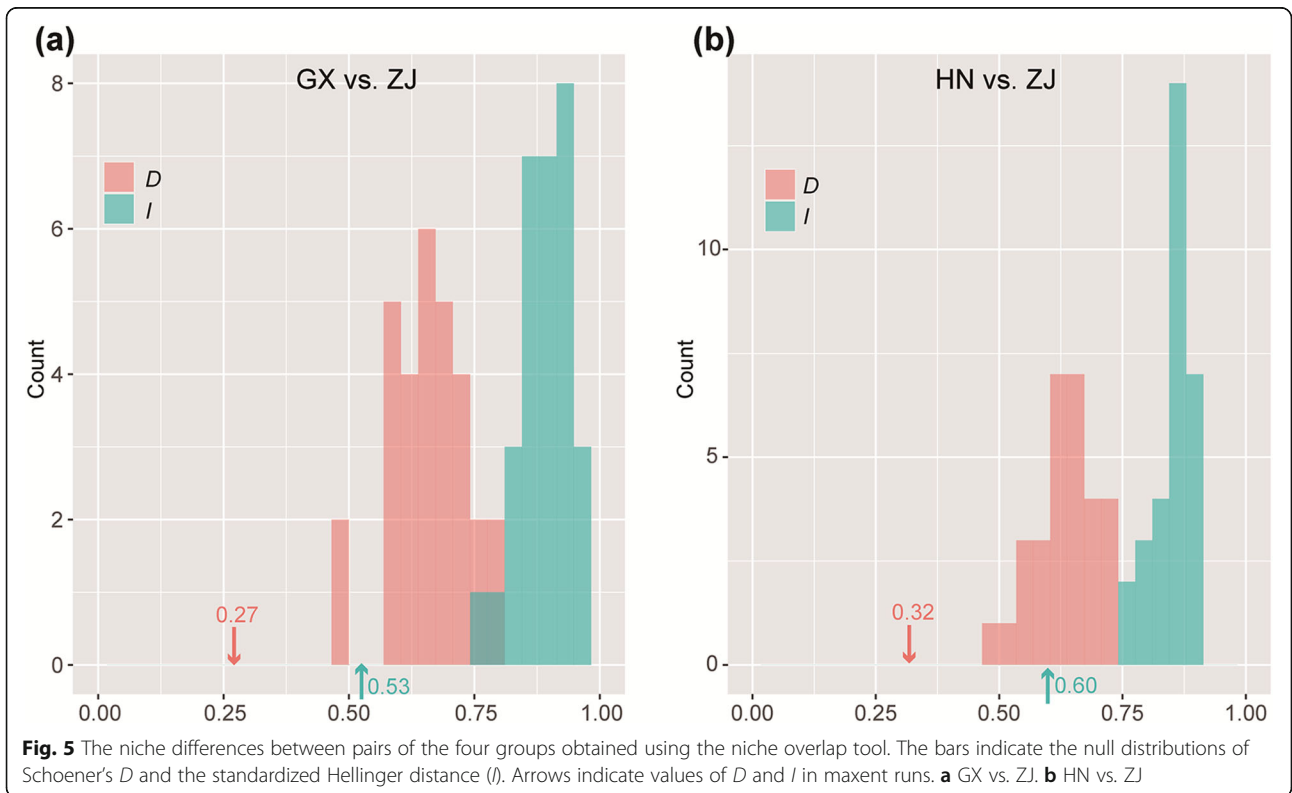 (a)
GX vs. ZJ
D
I
Count
8
6
4
2
0
0.27
0.53
0.00 0.25 0.50 0.75 1.00
(b)
HN vs. ZJ
D
I
Count
10
5
0
0.32
0.60
0.00 0.25 0.50 0.75 1.00
Fig. 5 The niche differences between pairs of the four groups obtained using the niche overlap tool. The bars indicate the null distributions of
Schoener's D and the standardized Hellinger distance (I). Arrows indicate values of D and I in maxent runs. a GX vs. ZJ. b HN vs. ZJ